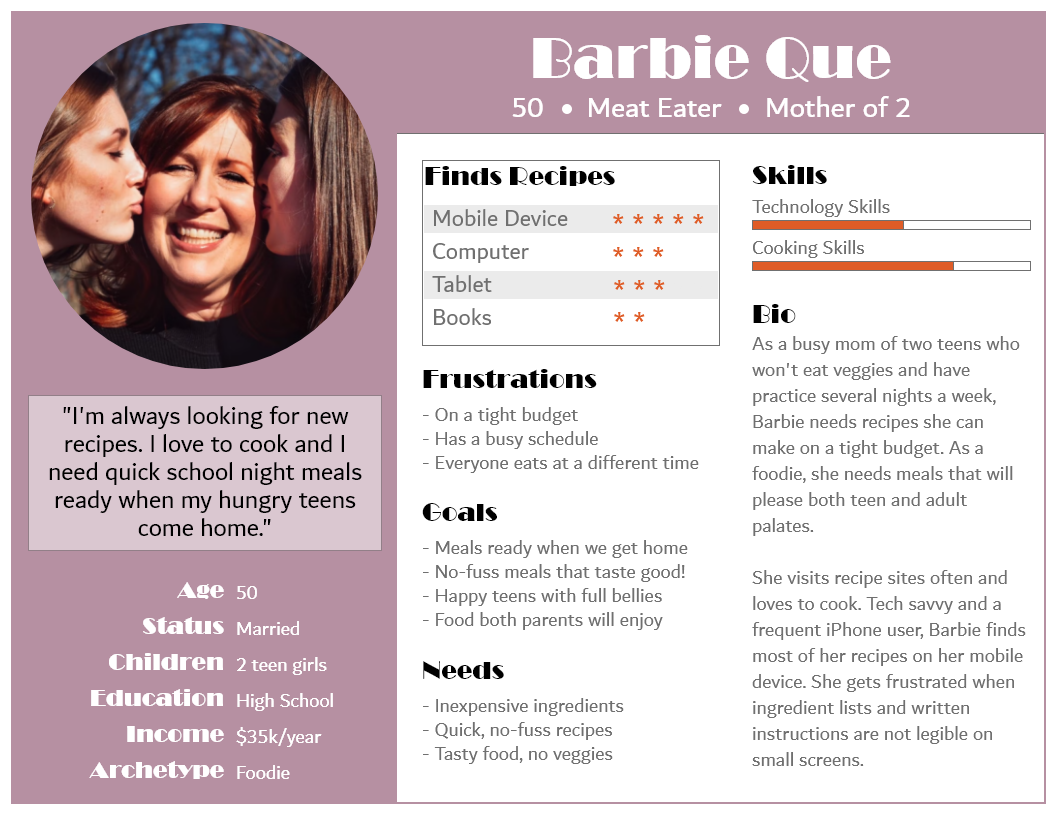 Barbie Que
50 • Meat Eater • Mother of 2
"I'm always looking for new
recipes. I love to cook and I
need quick school night meals
ready when my hungry teens
come home."
Age 50
Status Married
Children 2 teen girls
Education High School
Income $35k/year
Archetype Foodie
Finds Recipes
Mobile Device * * * * *
Computer * * *
Tablet * * *
Books * *
Frustrations
- On a tight budget
- Has a busy schedule
- Everyone eats at a different time
Goals
- Meals ready when we get home
- No-fuss meals that taste good!
- Happy teens with full bellies
- Food both parents will enjoy
Needs
- Inexpensive ingredients
- Quick, no-fuss recipes
- Tasty food, no veggies
Skills
Technology Skills
Cooking Skills
Bio
As a busy mom of two teens who
won't eat veggies and have
practice several nights a week,
Barbie needs recipes she can
make on a tight budget. As a
foodie, she needs meals that will
please both teen and adult
palates.
She visits recipe sites often and
loves to cook. Tech savvy and a
frequent iPhone user, Barbie finds
most of her recipes on her mobile
device. She gets frustrated when
ingredient lists and written
instructions are not legible on
small screens.